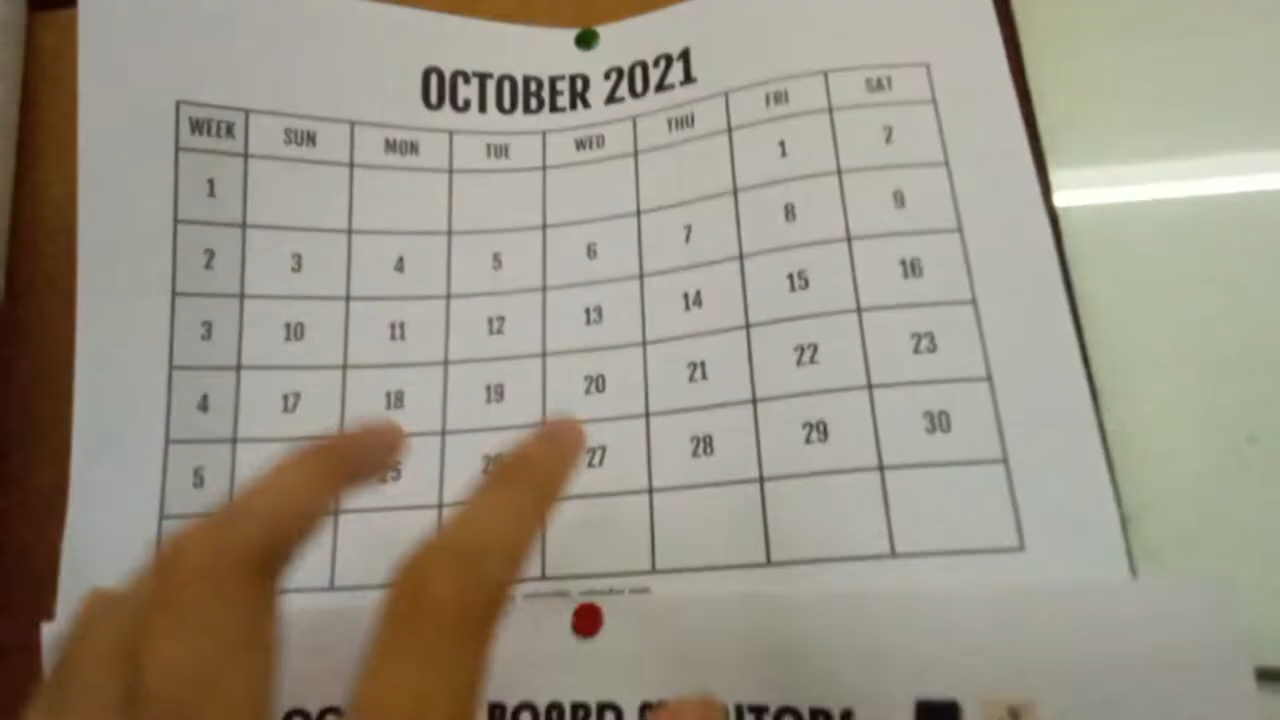 OCTOBER 2021
WEEK SUN MON TUE WED THU FRI SAT
1 1 2
2 3 4 5 6 7 8 9
3 10 11 12 13 14 15 16
4 17 18 19 20 21 22 23
5 27 28 29 30
BOARD